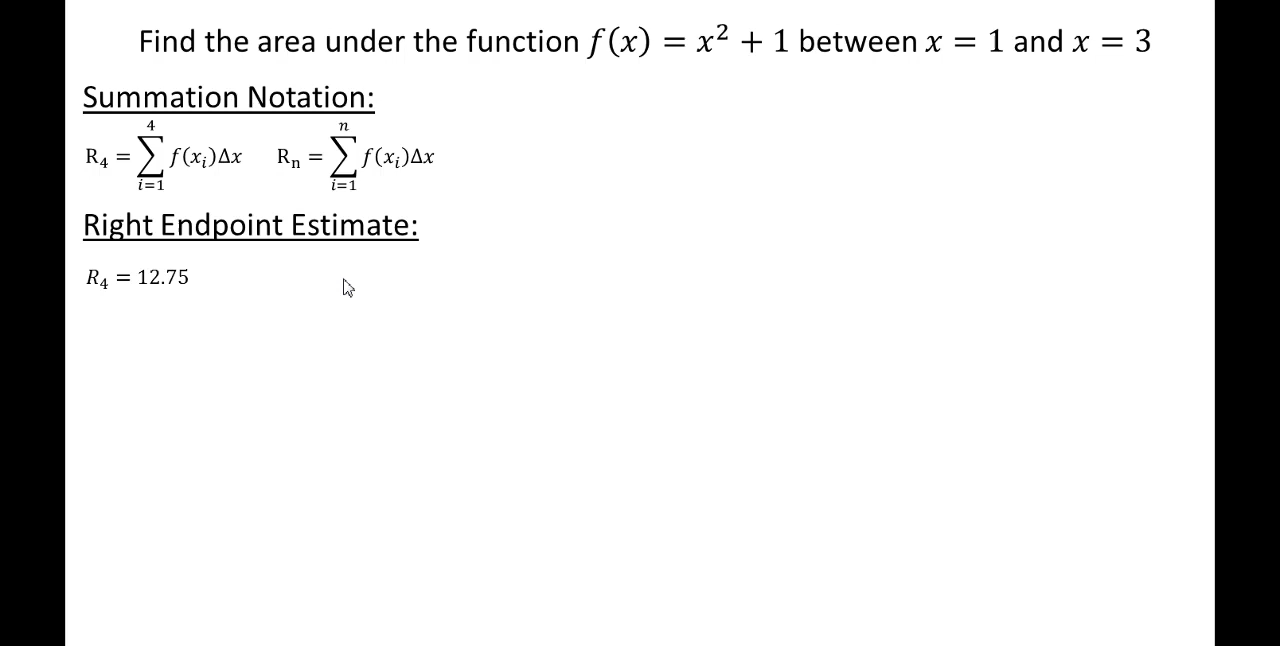 Find the area under the function f(x) = x² + 1 between x = 1 and x = 3
Summation Notation:
R₄ = ∑_{i=1}^{4} f(xᵢ)Δx Rₙ = ∑_{i=1}^{n} f(xᵢ)Δx
Right Endpoint Estimate:
R₄ = 12.75